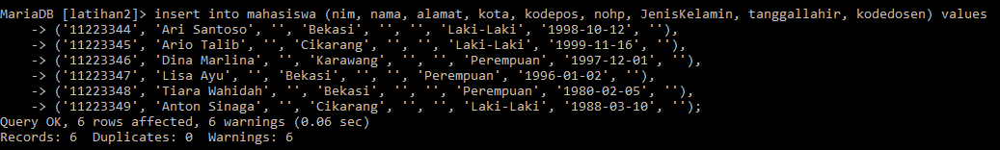 MariaDB [latihan2]> insert into mahasiswa (nim, nama, alamat, kota, kodepos, nohp, JenisKelamin, tanggallahir, kodedosen) values
    -> ('11223344', 'Ari Santoso', '', 'Bekasi', '', '', 'Laki-Laki', '1998-10-12', ''),
    -> ('11223345', 'Ario Talib', '', 'Cikarang', '', '', 'Laki-Laki', '1999-11-16', ''),
    -> ('11223346', 'Dina Marlina', '', 'Karawang', '', '', 'Perempuan', '1997-12-01', ''),
    -> ('11223347', 'Lisa Ayu', '', 'Bekasi', '', '', 'Perempuan', '1996-01-02', ''),
    -> ('11223348', 'Tiara Wahidah', '', 'Bekasi', '', '', 'Perempuan', '1980-02-05', ''),
    -> ('11223349', 'Anton Sinaga', '', 'Cikarang', '', '', 'Laki-Laki', '1988-03-10', '');
Query OK, 6 rows affected, 6 warnings (0.06 sec)
Records: 6  Duplicates: 0  Warnings: 6